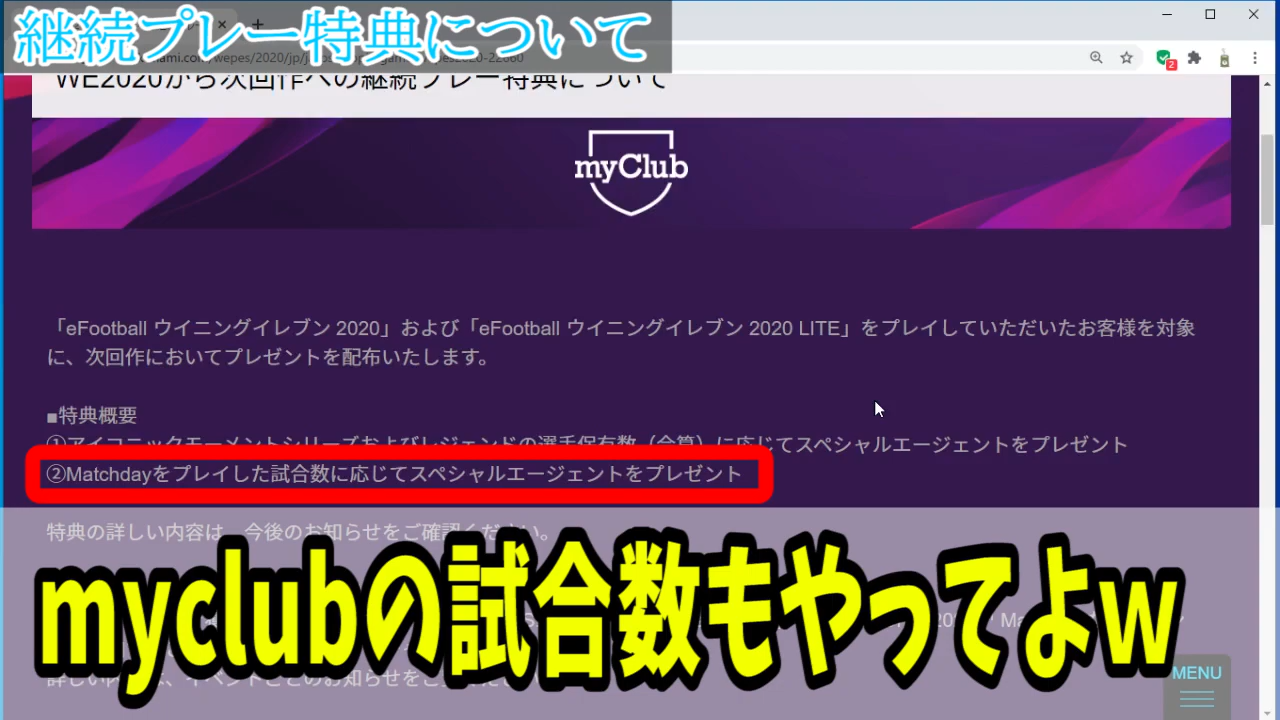 継続プレー特典について
WE2020から次回作への継続プレー特典について
myClub
「eFootball ウイニングイレブン 2020」および「eFootball ウイニングイレブン 2020 LITE」をプレイしていただいたお客様を対象
に、次回作においてプレゼントを配布いたします。
■特典概要
①アイコニックモーメントシリーズおよびレジェンドの選手保有数（合算）に応じてスペシャルエージェントをプレゼント
②Matchdayをプレイした試合数に応じてスペシャルエージェントをプレゼント
特典の詳しい内容は、今後のお知らせをご確認ください。
myclubの試合数もやってよw
MENU